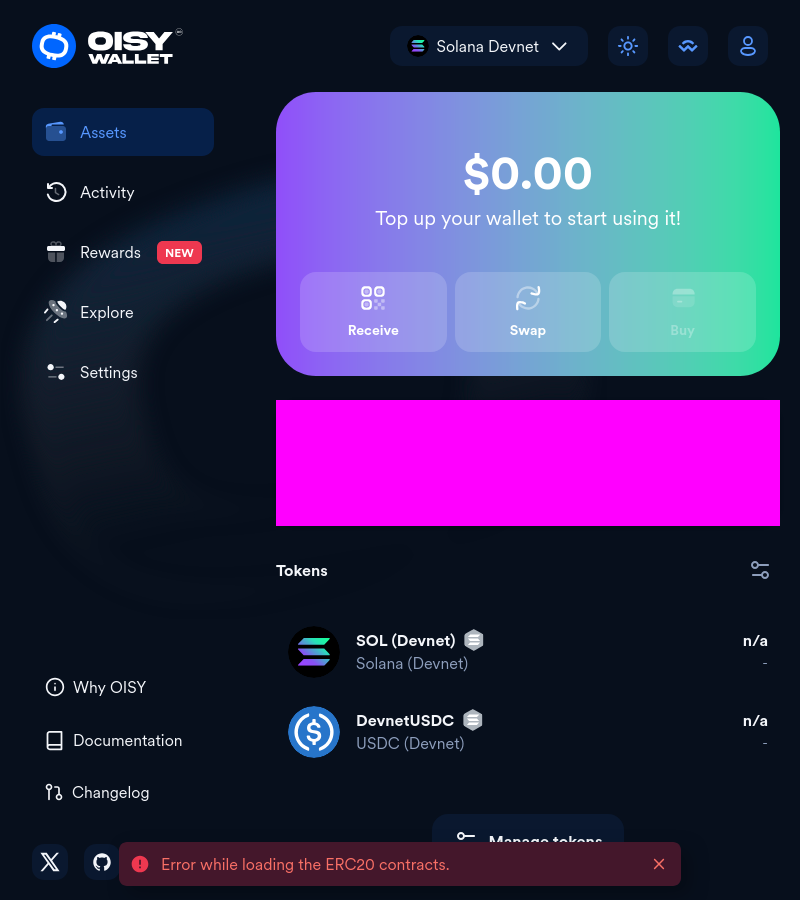 OISY
WALLET
Solana Devnet
Assets
Activity
Rewards NEW
Explore
Settings
$0.00
Top up your wallet to start using it!
Receive
Swap
Buy
Tokens
SOL (Devnet)
n/a
Solana (Devnet)
-
DevnetUSDC
n/a
USDC (Devnet)
-
Why OISY
Documentation
Changelog
Manage tokens
Error while loading the ERC20 contracts.